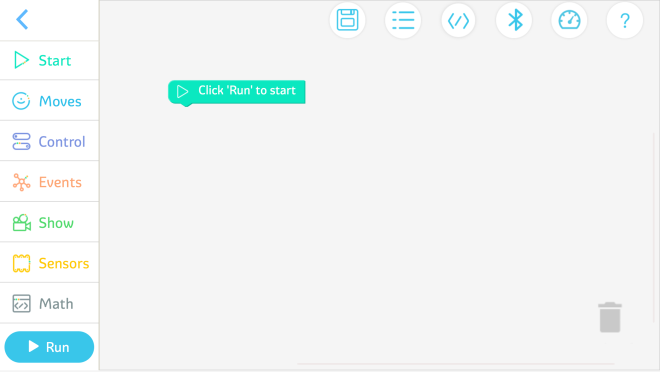 Start
Moves
Control
Events
Show
Sensors
Math
Run
Click 'Run' to start
?